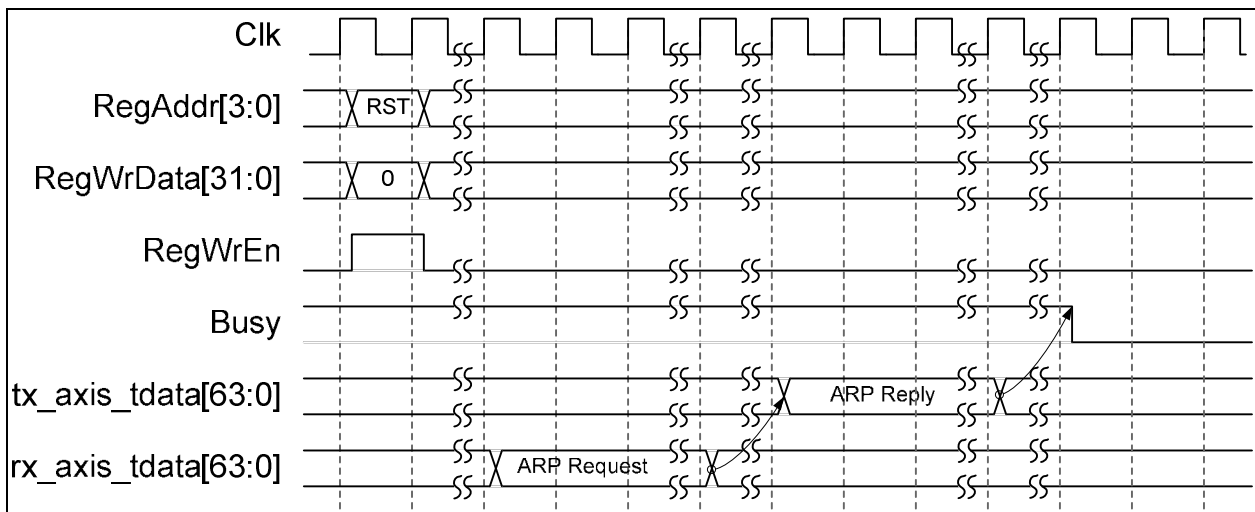 Clk
RegAddr[3:0]
RST
RegWrData[31:0]
0
RegWrEn
Busy
tx_axis_tdata[63:0]
ARP Reply
rx_axis_tdata[63:0]
ARP Request